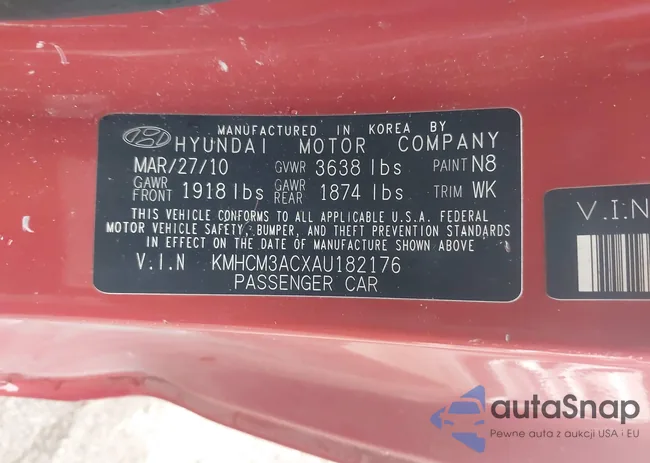 MANUFACTURED IN KOREA BY
HYUNDAI MOTOR COMPANY
MAR/27/10 GVWR 3638 lbs PAINT N8
GAWR FRONT 1918 lbs GAWR REAR 1874 lbs TRIM WK
THIS VEHICLE CONFORMS TO ALL APPLICABLE U.S.A. FEDERAL
MOTOR VEHICLE SAFETY, BUMPER, AND THEFT PREVENTION STANDARDS
IN EFFECT ON THE DATE OF MANUFACTURE SHOWN ABOVE
V.I.N KMHCM3ACXAU182176
PASSENGER CAR
V.I.N
autaSnap
Pewne auta z aukcji USA i EU